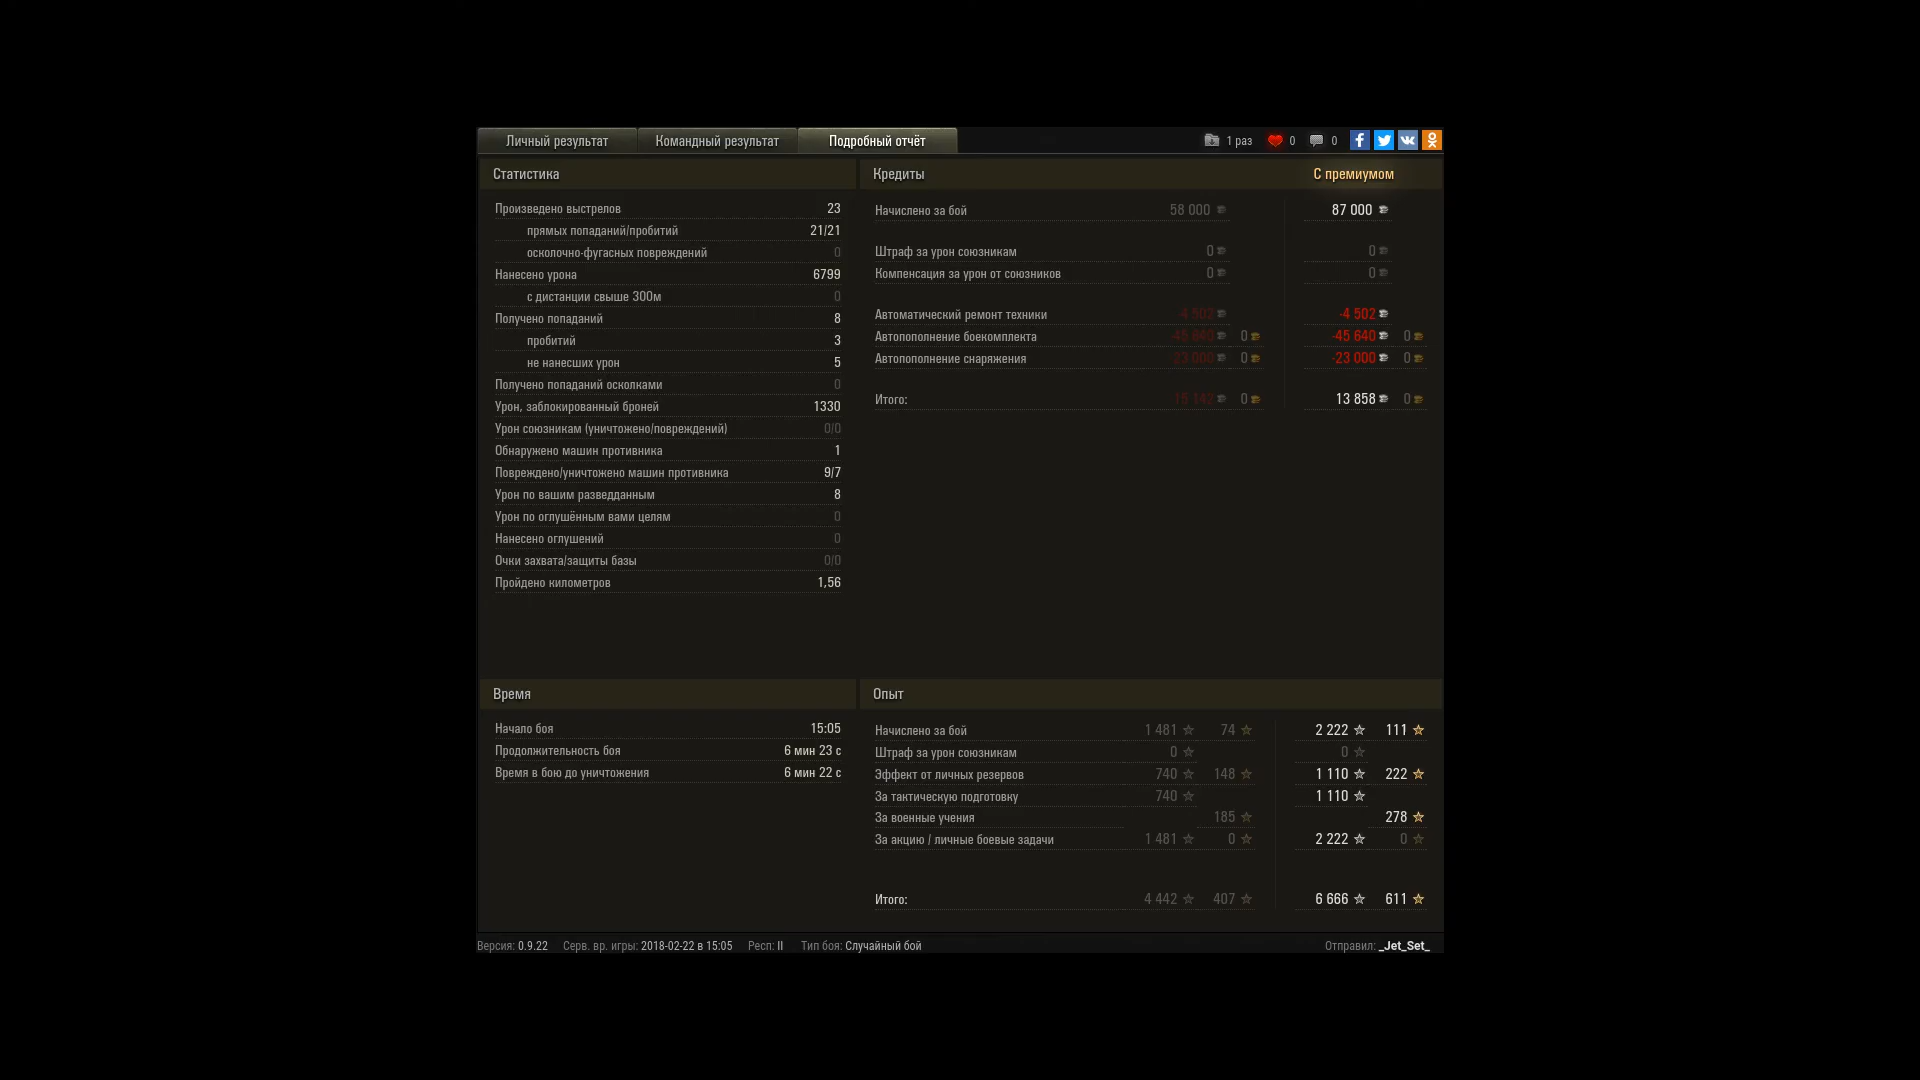 Личный результат Командный результат Подробный отчёт 1 раз 0 0
Статистика
Произведено выстрелов 23
прямых попаданий/пробитий 21/21
осколочно-фугасных повреждений 0
Нанесено урона 6799
с дистанции свыше 300м 0
Получено попаданий 8
пробитий 3
не нанесших урон 5
Получено попаданий осколками 0
Урон, заблокированный броней 1330
Урон союзникам (уничтожено/повреждений) 0/0
Обнаружено машин противника 1
Повреждено/уничтожено машин противника 9/7
Урон по вашим разведданным 8
Урон по оглушённым вами целям 0
Нанесено оглушений 0
Очки захвата/защиты базы 0/0
Пройдено километров 1,56
Кредиты С премиумом
Начислено за бой 58 000 87 000
Штраф за урон союзникам 0 0
Компенсация за урон от союзников 0 0
Автоматический ремонт техники -4 502 -4 502
Автопополнение боекомплекта -45 640 0 -45 640 0
Автопополнение снаряжения -23 000 0 -23 000 0
Итого: -15 142 0 13 858 0
Время
Начало боя 15:05
Продолжительность боя 6 мин 23 с
Время в бою до уничтожения 6 мин 22 с
Опыт
Начислено за бой 1 481 74 2 222 111
Штраф за урон союзникам 0 0
Эффект от личных резервов 740 148 1 110 222
За тактическую подготовку 740 1 110
За военные учения 185 278
За акцию / личные боевые задачи 1 481 0 2 222 0
Итого: 4 442 407 6 666 611
Версия: 0.9.22 Серв. вр. игры: 2018-02-22 в 15:05 Респ: II Тип боя: Случайный бой Отправил: _Jet_Set_